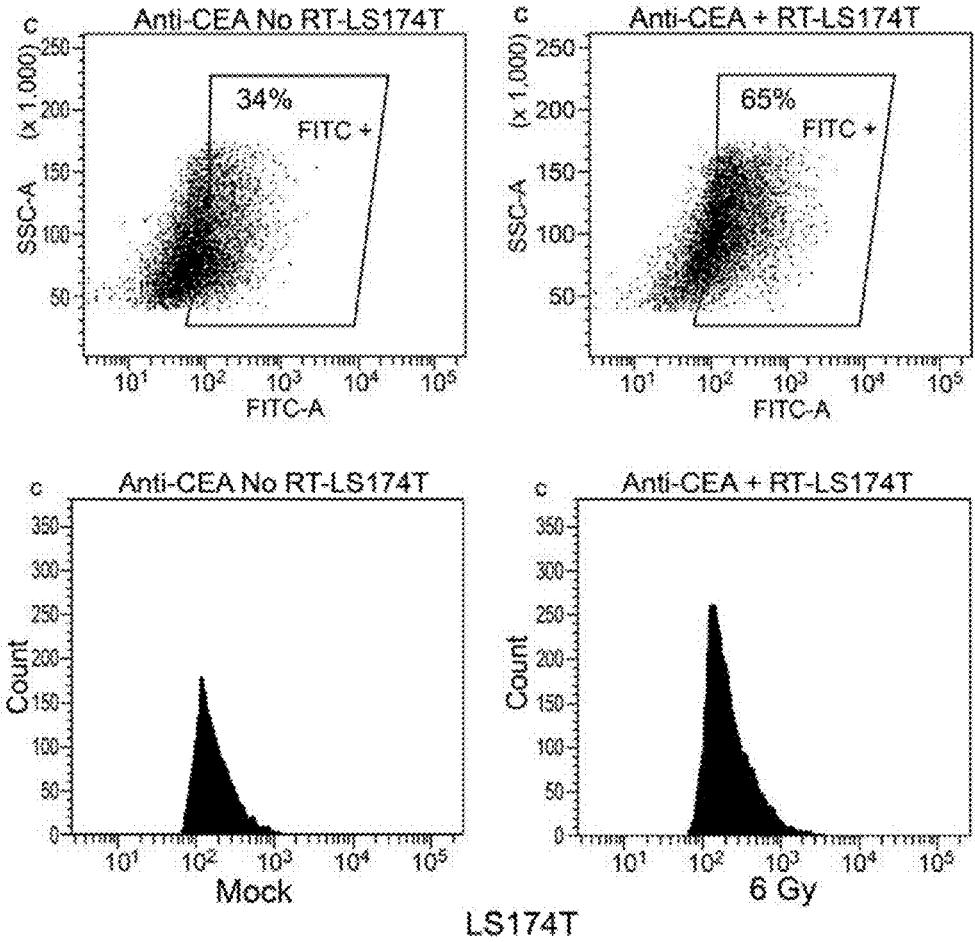 c Anti-CEA No RT-LS174T
(x 1,000)
SSC-A
250
200
150
100
50
34%
FITC +
10¹ 10² 10³ 10⁴ 10⁵
FITC-A
c Anti-CEA + RT-LS174T
(x 1,000)
SSC-A
250
200
150
100
50
65%
FITC +
10¹ 10² 10³ 10⁴ 10⁵
FITC-A
c Anti-CEA No RT-LS174T
Count
350
300
250
200
150
100
50
0
10¹ 10² 10³ 10⁴ 10⁵
Mock
c Anti-CEA + RT-LS174T
Count
350
300
250
200
150
100
50
0
10¹ 10² 10³ 10⁴ 10⁵
6 Gy
LS174T